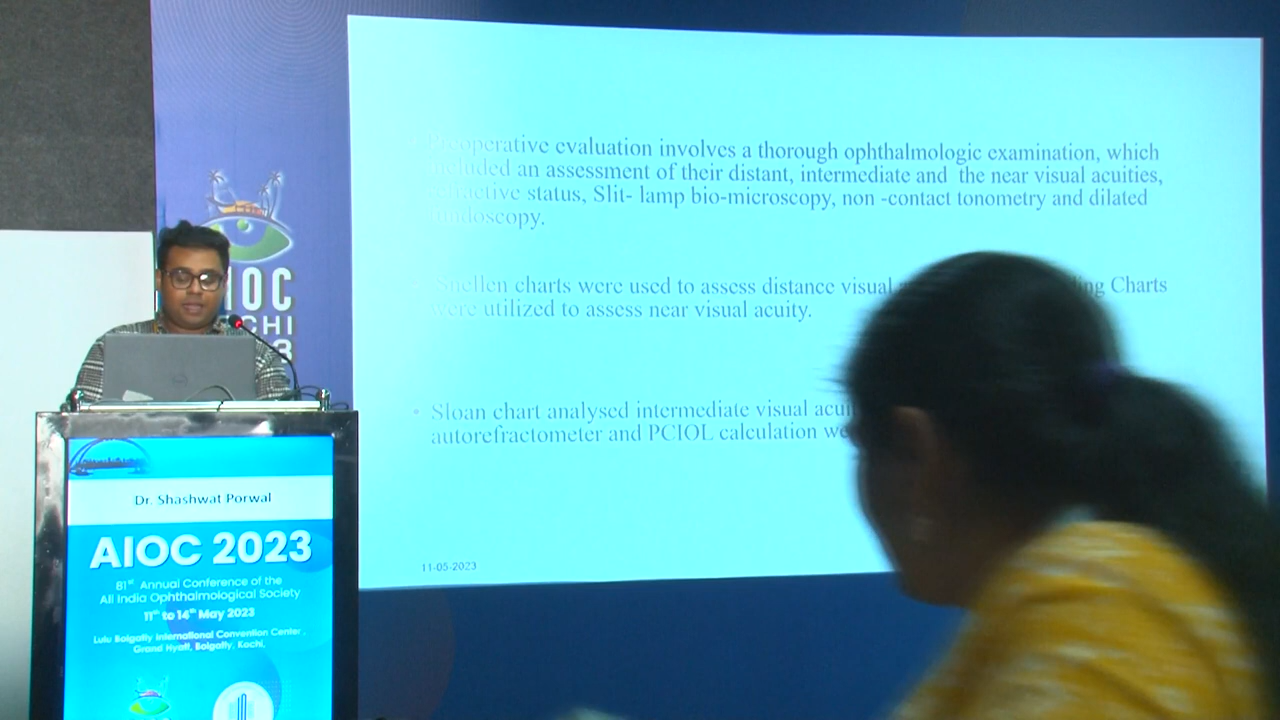 Preoperative evaluation involves a thorough ophthalmologic examination, which
included an assessment of their distant, intermediate and the near visual acuities,
refractive status, Slit- lamp bio-microscopy, non -contact tonometry and dilated
fundoscopy.
Snellen charts were used to assess distance visual
Charts
were utilized to assess near visual acuity.
• Sloan chart analysed intermediate visual
autorefractometer and PCIOL calculation
11-05-2023
IOC
CHI
3
Dr. Shashwat Porwal
AIOC 2023
81st Annual Conference of the
All India Ophthalmological Society
11th to 14th May 2023
Lulu Bolgatty International Convention Center,
Grand Hyatt, Bolgatty, Kochi,